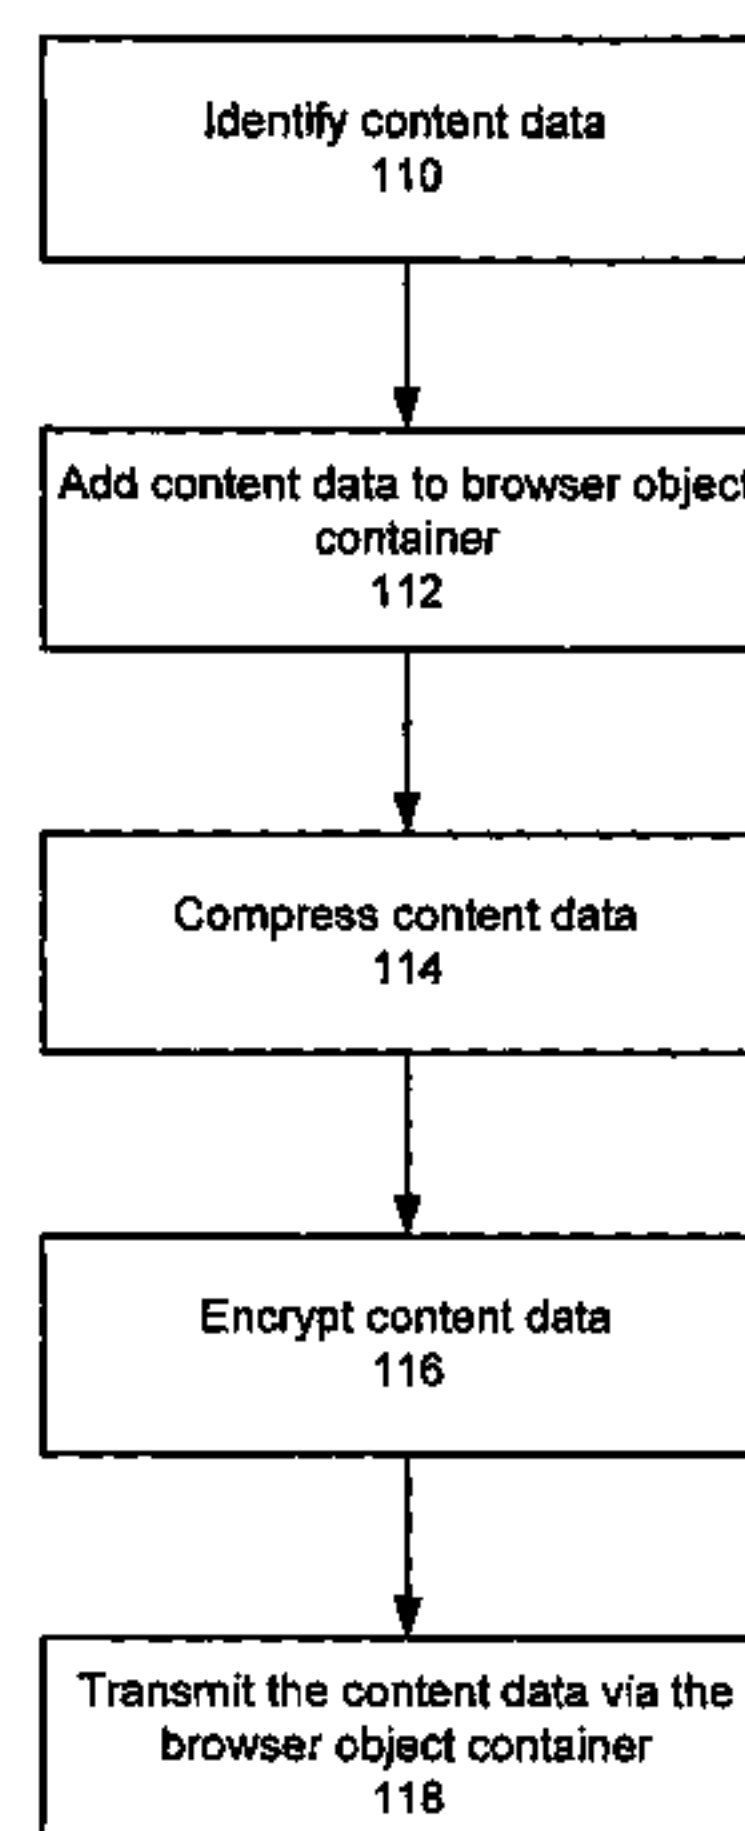 Identify content data
110
Add content data to browser object
container
112
Compress content data
114
Encrypt content data
116
Transmit the content data via the
browser object container
118